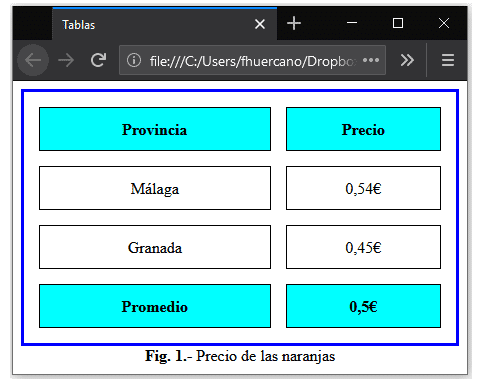 Tablas
file:///C:/Users/fhuercano/Dropbo
Provincia Precio
Málaga 0,54€
Granada 0,45€
Promedio 0,5€
Fig. 1.- Precio de las naranjas